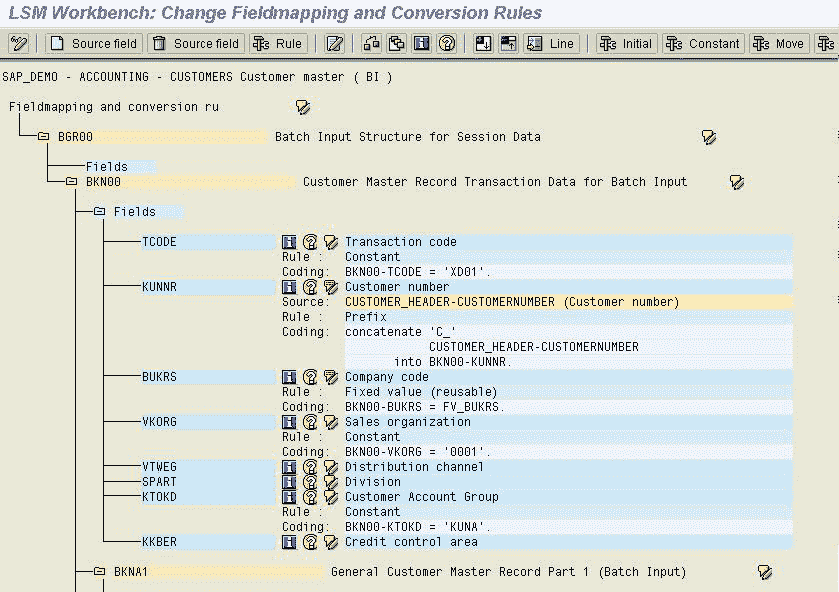 LSM Workbench: Change Fieldmapping and Conversion Rules
Source field Source field Rule Line Initial Constant Move
SAP_DEMO - ACCOUNTING - CUSTOMERS Customer master ( BI )
Fieldmapping and conversion ru
BGR00 Batch Input Structure for Session Data
Fields
BKN00 Customer Master Record Transaction Data for Batch Input
Fields
TCODE Transaction code
Rule : Constant
Coding: BKN00-TCODE = 'XD01'.
KUNNR Customer number
Source: CUSTOMER_HEADER-CUSTOMERNUMBER (Customer number)
Rule : Prefix
Coding: concatenate 'C_'
CUSTOMER_HEADER-CUSTOMERNUMBER
into BKN00-KUNNR.
BUKRS Company code
Rule : Fixed value (reusable)
Coding: BKN00-BUKRS = FV_BUKRS.
VKORG Sales organization
Rule : Constant
Coding: BKN00-VKORG = '0001'.
VTWEG Distribution channel
SPART Division
KTOKD Customer Account Group
Rule : Constant
Coding: BKN00-KTOKD = 'KUNA'.
KKBER Credit control area
BKNA1 General Customer Master Record Part 1 (Batch Input)